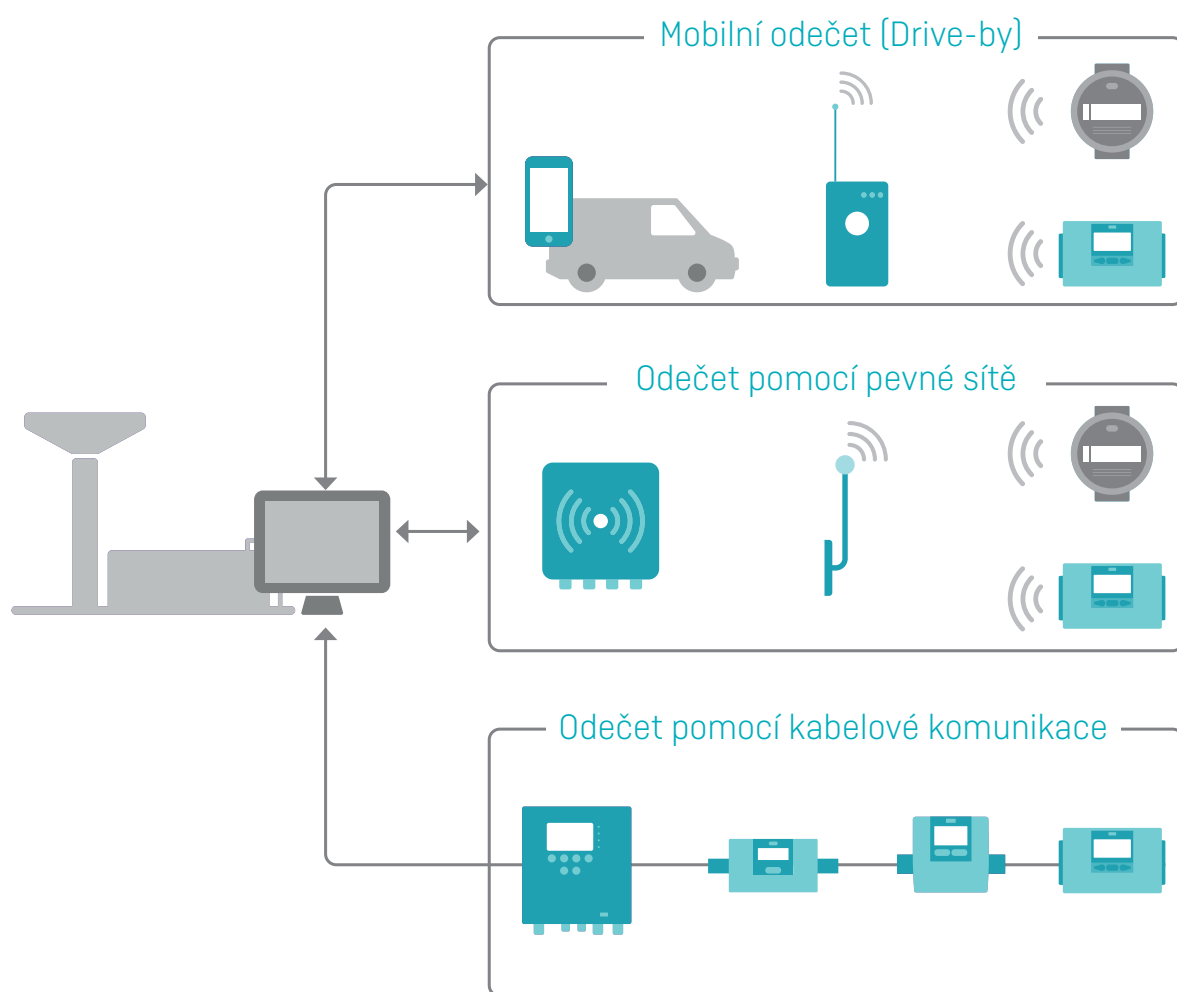 Mobilní odečet (Drive-by)
Odečet pomocí pevné sítě
Odečet pomocí kabelové komunikace